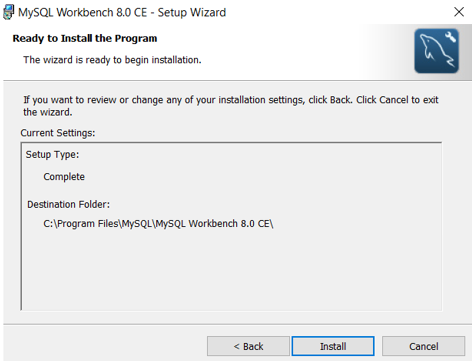 MySQL Workbench 8.0 CE - Setup Wizard
Ready to Install the Program
The wizard is ready to begin installation.
If you want to review or change any of your installation settings, click Back. Click Cancel to exit
the wizard.
Current Settings:
Setup Type:
Complete
Destination Folder:
C:\Program Files\MySQL\MySQL Workbench 8.0 CE\
< Back
Install
Cancel